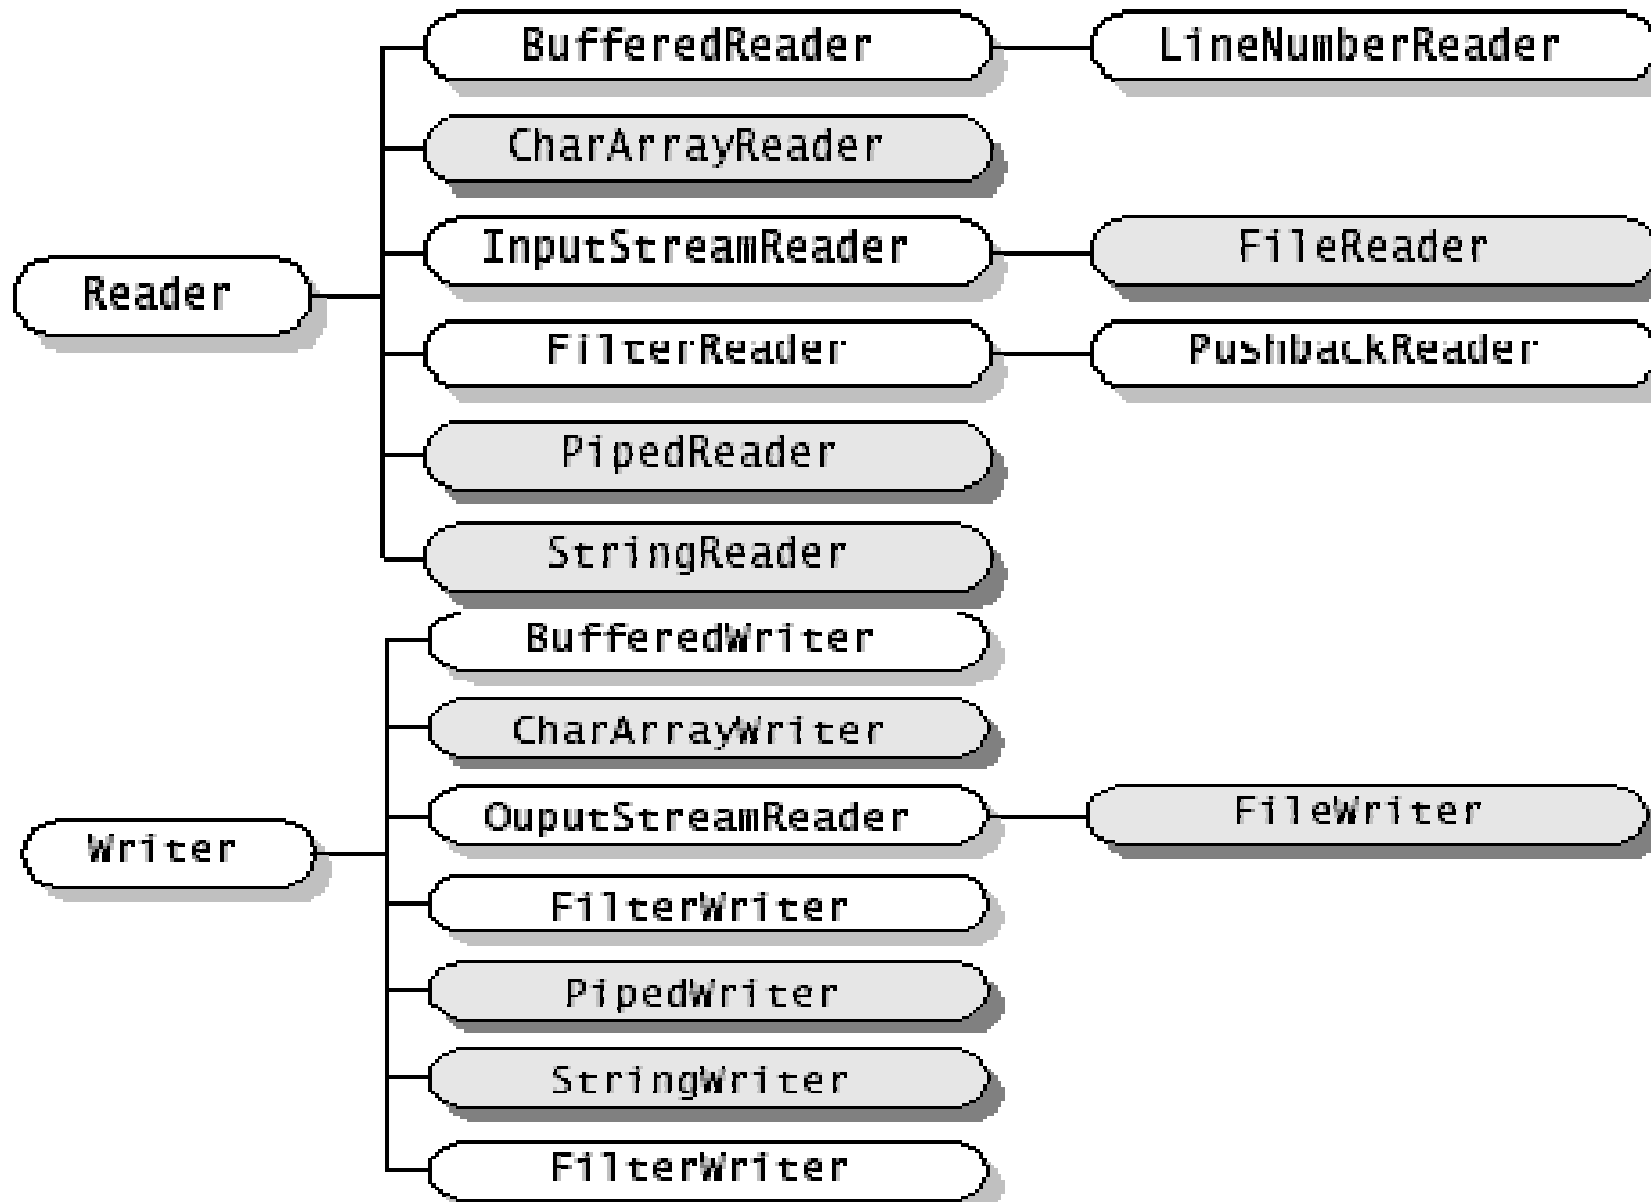 BufferedReader
LineNumberReader
CharArrayReader
InputStreamReader
FileReader
Reader
FilterReader
PushbackReader
PipedReader
StringReader
BufferedWriter
CharArrayWriter
OuputStreamReader
FileWriter
Writer
FilterWriter
PipedWriter
StringWriter
FilterWriter